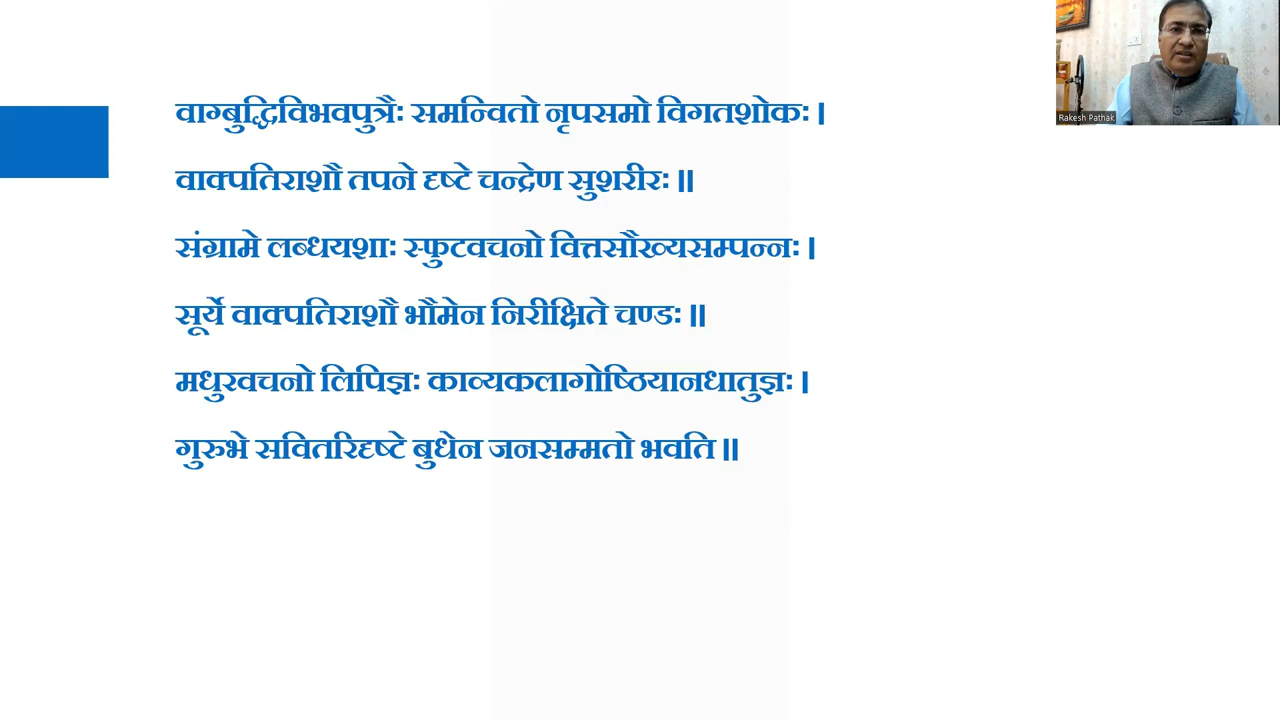 वाग्बुद्धिविभवपुत्रैः समन्वितो नृपसमो विगतशोकः ।
वाक्पतिराशौ तपने दृष्टे चन्द्रेण सुशरीरः ॥
संग्रामे लब्धयशाः स्फुटवचनो वित्तसौख्यसम्पन्नः ।
सूर्ये वाक्पतिराशौ भौमेन निरीक्षिते चण्डः ॥
मधुरवचनो लिपिज्ञः काव्यकलागोष्ठियानधातुज्ञः ।
गुरुभे सवितरिदृष्टे बुधेन जनसम्मतो भवति ॥
Rakesh Pathak